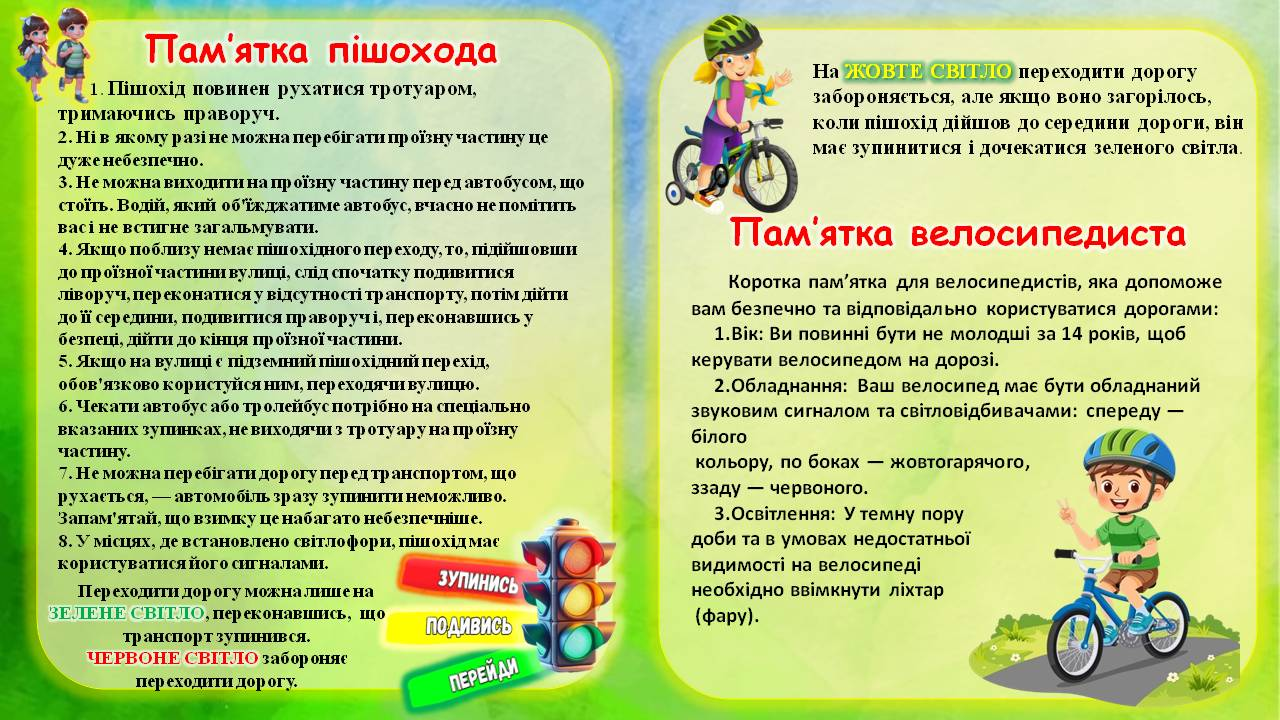 Пам'ятка пішохода
1. Пішохід повинен рухатися тротуаром,
тримаючись праворуч.
2. Ні в якому разі не можна перебігати проїзну частину це
дуже небезпечно.
3. Не можна виходити на проїзну частину перед автобусом, що
стоїть. Водій, який об'їжджатиме автобус, вчасно не помітить
вас і не встигне загальмувати.
4. Якщо поблизу немає пішохідного переходу, то, підійшовши
до проїзної частини вулиці, слід спочатку подивитися
ліворуч, переконатися у відсутності транспорту, потім дійти
до її середини, подивитися праворуч і, переконавшись у
безпеці, дійти до кінця проїзної частини.
5. Якщо на вулиці є підземний пішохідний перехід,
обов'язково користуйся ним, переходячи вулицю.
6. Чекати автобус або тролейбус потрібно на спеціально
вказаних зупинках, не виходячи з тротуару на проїзну
частину.
7. Не можна перебігати дорогу перед транспортом, що
рухається, — автомобіль зразу зупинити неможливо.
Запам'ятай, що взимку це набагато небезпечніше.
8. У місцях, де встановлено світлофори, пішохід має
користуватися його сигналами.
Переходити дорогу можна лише на
ЗЕЛЕНЕ СВІТЛО, переконавшись, що
транспорт зупинився.
ЧЕРВОНЕ СВІТЛО забороняє
переходити дорогу.
ЗУПИНИСЬ
ПОДИВИСЬ
ПЕРЕЙДИ
На ЖОВТЕ СВІТЛО переходити дорогу
забороняється, але якщо воно загорілось,
коли пішохід дійшов до середини дороги, він
має зупинитися і дочекатися зеленого світла.
Пам'ятка велосипедиста
Коротка пам’ятка для велосипедистів, яка допоможе
вам безпечно та відповідально користуватися дорогами:
1.Вік: Ви повинні бути не молодші за 14 років, щоб
керувати велосипедом на дорозі.
2.Обладнання: Ваш велосипед має бути обладнаний
звуковим сигналом та світловідбивачами: спереду —
білого
кольору, по боках — жовтогарячого,
ззаду — червоного.
3.Освітлення: У темну пору
доби та в умовах недостатньої
видимості на велосипеді
необхідно ввімкнути ліхтар
(фару).